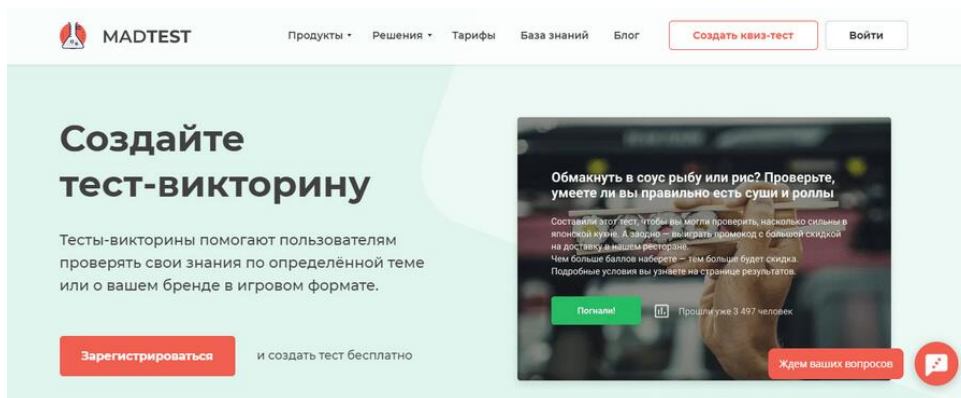 MADTEST
Продукты
Решения
Тарифы
База знаний
Блог
Создать квиз-тест
Войти
Создайте
тест-викторину
Тесты-викторины помогают пользователям
проверять свои знания по определённой теме
или о вашем бренде в игровом формате.
Зарегистрироваться
и создать тест бесплатно
Обмакнуть в соус рыбу или рис? Проверьте,
умеете ли вы правильно есть суши и роллы
Составили этот тест, чтобы вы могли проверить, насколько сильны в
японской кухне. А заодно – выиграть промокод с большой скидкой
на доставку в нашем ресторане.
Чем больше баллов наберете – тем больше будет скидка.
Подробные условия вы узнаете на странице результатов.
Погнали!
Прошли уже 3 497 человек
Ждем ваших вопросов